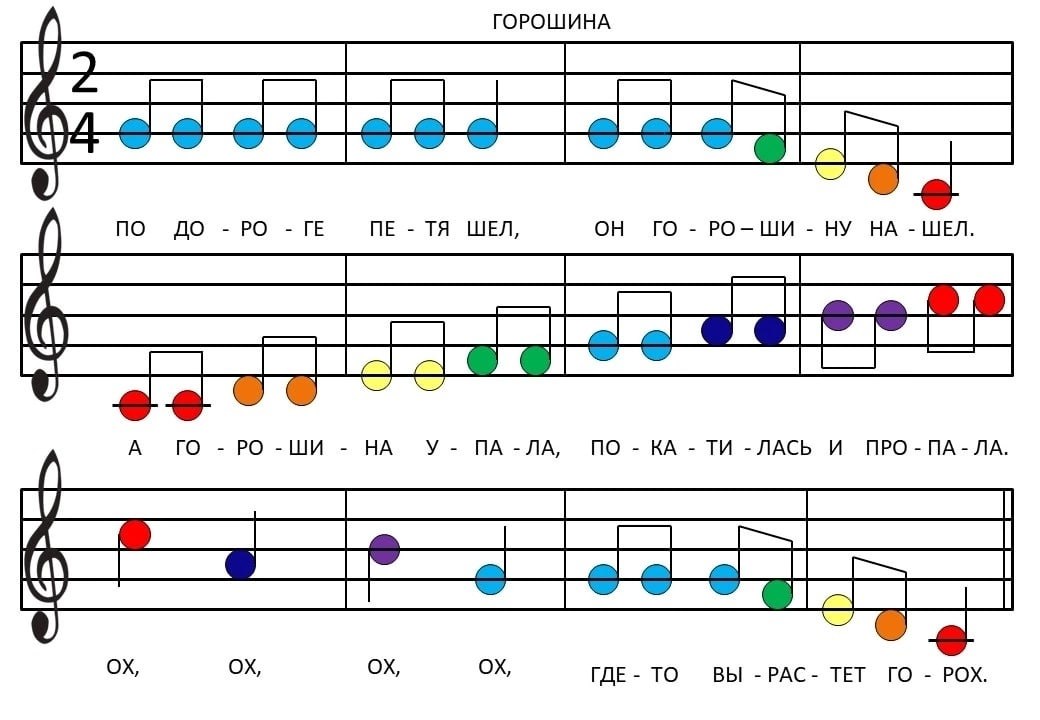 ГОРОШИНА
2
4
ПО ДО - РО - ГЕ ПЕ - ТЯ ШЕЛ, ОН ГО - РО – ШИ - НУ НА - ШЕЛ.
А ГО - РО - ШИ - НА У - ПА - ЛА, ПО - КА - ТИ - ЛАСЬ И ПРО - ПА - ЛА.
ОХ, ОХ, ОХ, ОХ, ГДЕ - ТО ВЫ - РАС - ТЕТ ГО - РОХ.